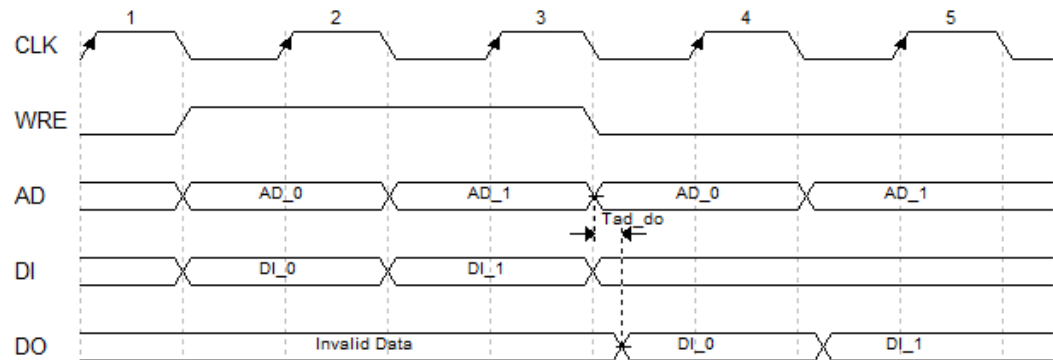 1 2 3 4 5
CLK
WRE
AD AD_0 AD_1 AD_0 AD_1
Tad_do
DI DI_0 DI_1
DO Invalid Data DI_0 DI_1